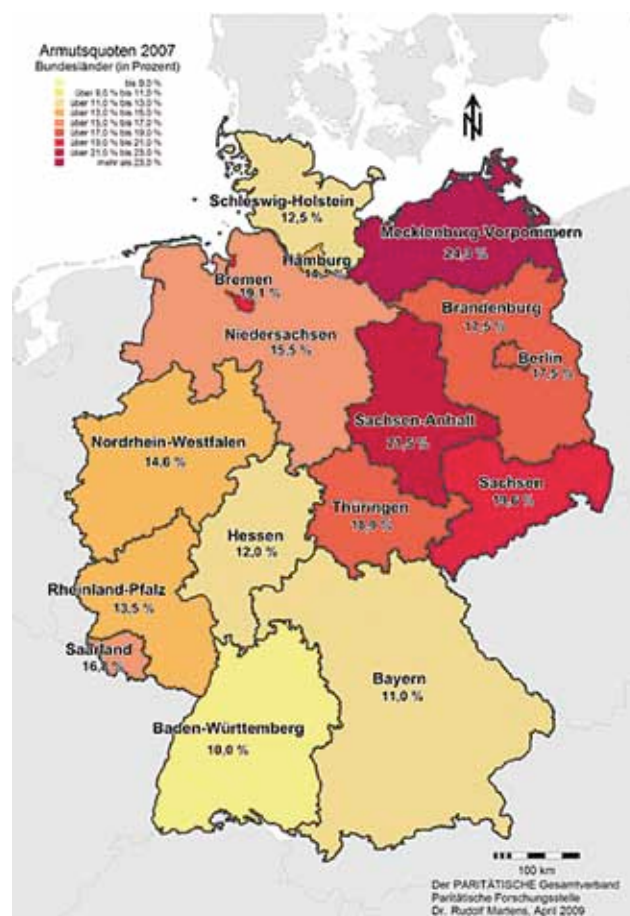 Armutsquoten 2007
Bundesländer (in Prozent)
bis 9,0 %
über 9,0 % bis 11,0 %
über 11,0 % bis 13,0 %
über 13,0 % bis 15,0 %
über 15,0 % bis 17,0 %
über 17,0 % bis 19,0 %
über 19,0 % bis 21,0 %
über 21,0 % bis 23,0 %
mehr als 23,0 %
N
Schleswig-Holstein
12,5 %
Mecklenburg-Vorpommern
24,3 %
Hamburg
Bremen
19,1 %
Brandenburg
17,5 %
Niedersachsen
15,5 %
Berlin
17,5 %
Sachsen-Anhalt
21,5 %
Nordrhein-Westfalen
14,6 %
Sachsen
19,6 %
Thüringen
18,9 %
Hessen
12,0 %
Rheinland-Pfalz
13,5 %
Saarland
Bayern
11,0 %
Baden-Württemberg
10,0 %
100 km
Der PARITÄTISCHE Gesamtverband
Paritätische Forschungsstelle
Dr. Rudolf Martens, April 2009